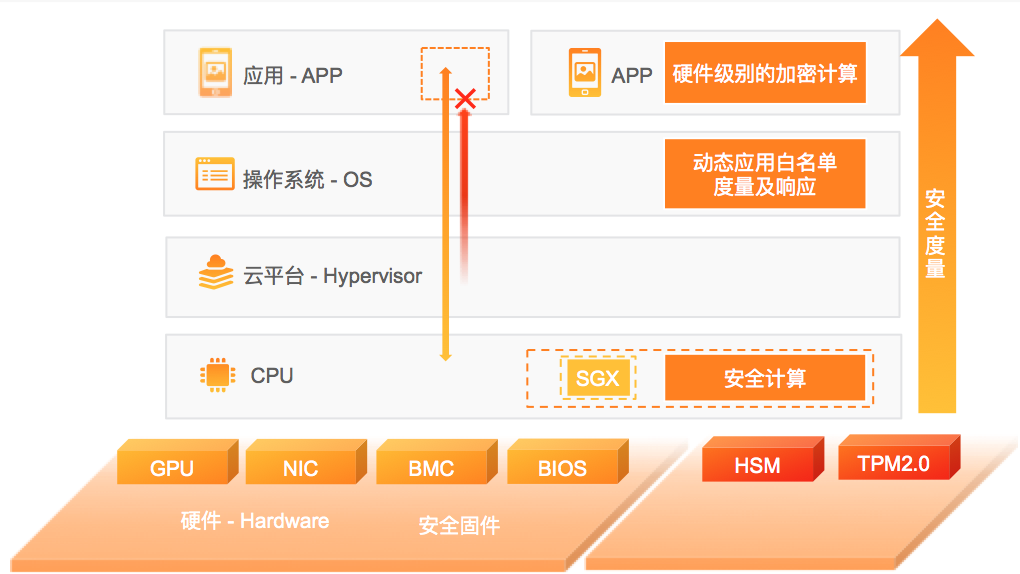 应用 - APP
APP
硬件级别的加密计算
操作系统 - OS
动态应用白名单
度量及响应
云平台 - Hypervisor
CPU
SGX
安全计算
安全度量
GPU
NIC
BMC
BIOS
HSM
TPM2.0
硬件 - Hardware
安全固件